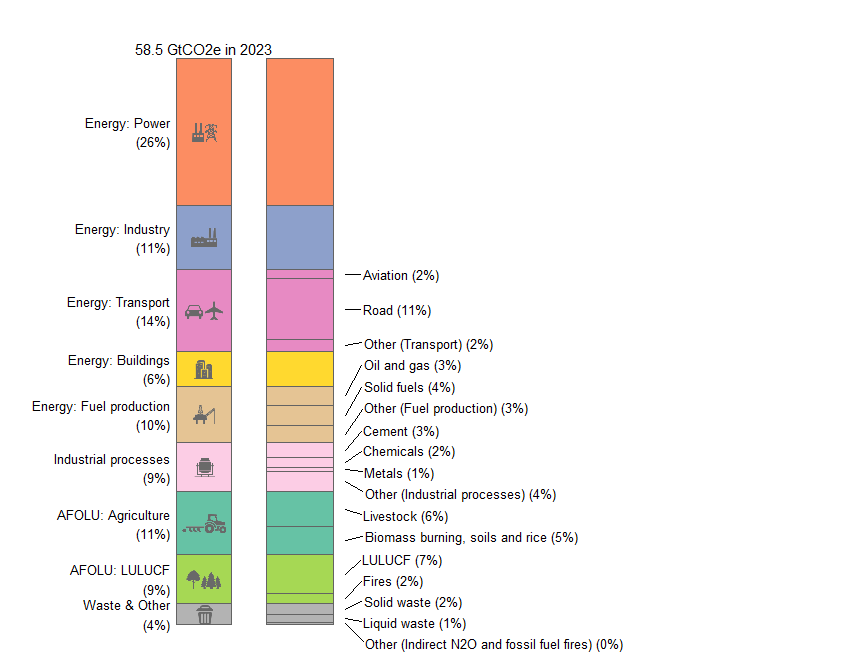 58.5 GtCO2e in 2023
Energy: Power
(26%)
Energy: Industry
(11%)
Energy: Transport
(14%)
Energy: Buildings
(6%)
Energy: Fuel production
(10%)
Industrial processes
(9%)
AFOLU: Agriculture
(11%)
AFOLU: LULUCF
(9%)
Waste & Other
(4%)
Aviation (2%)
Road (11%)
Other (Transport) (2%)
Oil and gas (3%)
Solid fuels (4%)
Other (Fuel production) (3%)
Cement (3%)
Chemicals (2%)
Metals (1%)
Other (Industrial processes) (4%)
Livestock (6%)
Biomass burning, soils and rice (5%)
LULUCF (7%)
Fires (2%)
Solid waste (2%)
Liquid waste (1%)
Other (Indirect N2O and fossil fuel fires) (0%)